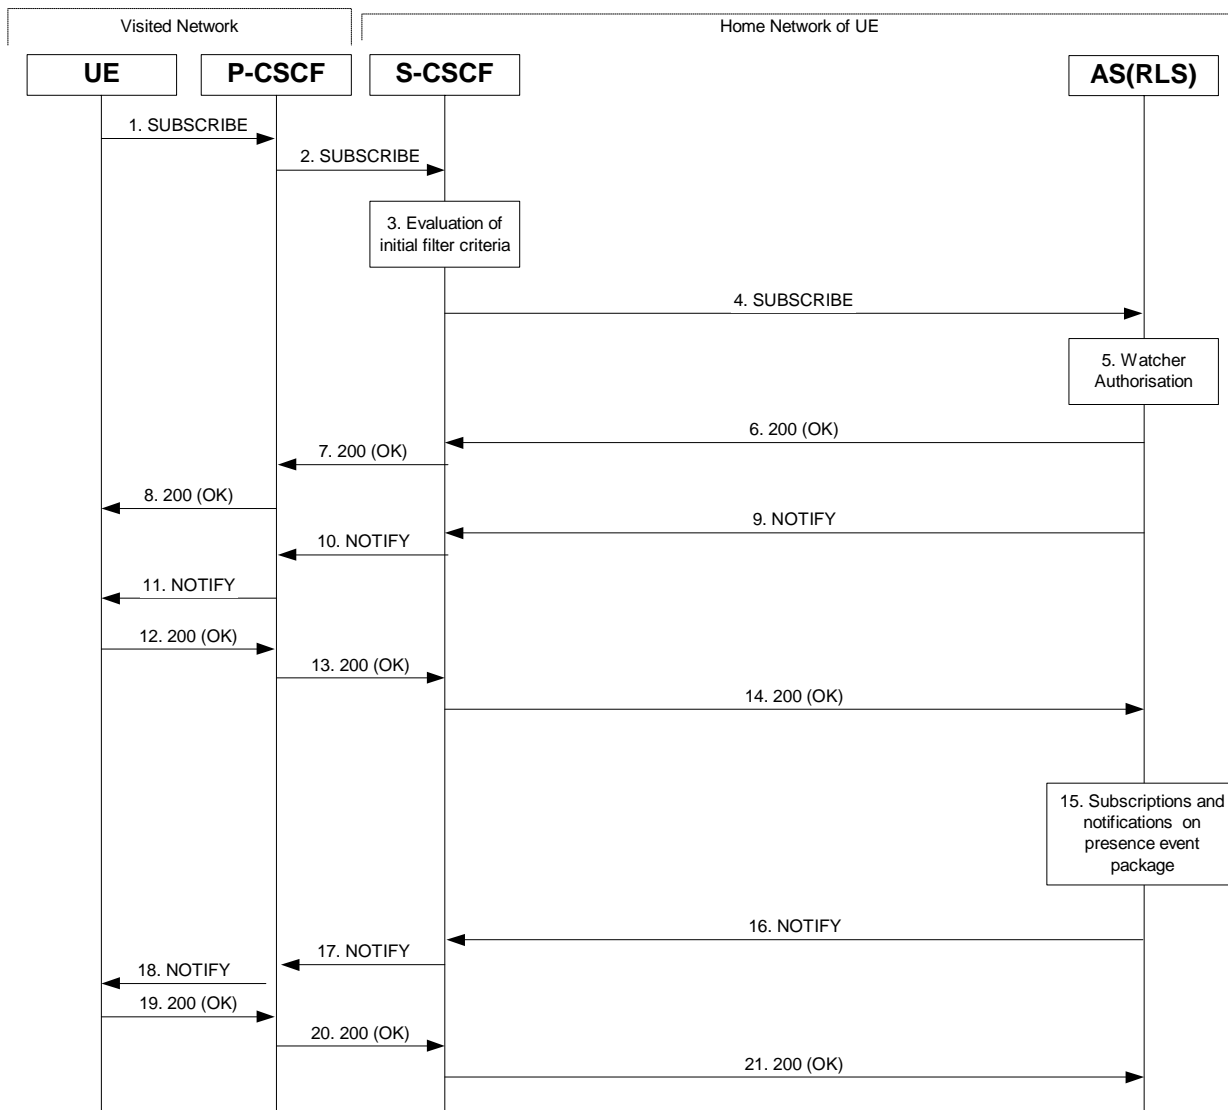 Visited Network
Home Network of UE
UE
P-CSCF
S-CSCF
AS(RLS)
1. SUBSCRIBE
2. SUBSCRIBE
3. Evaluation of
initial filter criteria
4. SUBSCRIBE
5. Watcher
Authorisation
6. 200 (OK)
7. 200 (OK)
8. 200 (OK)
9. NOTIFY
10. NOTIFY
11. NOTIFY
12. 200 (OK)
13. 200 (OK)
14. 200 (OK)
15. Subscriptions and
notifications on
presence event
package
16. NOTIFY
17. NOTIFY
18. NOTIFY
19. 200 (OK)
20. 200 (OK)
21. 200 (OK)